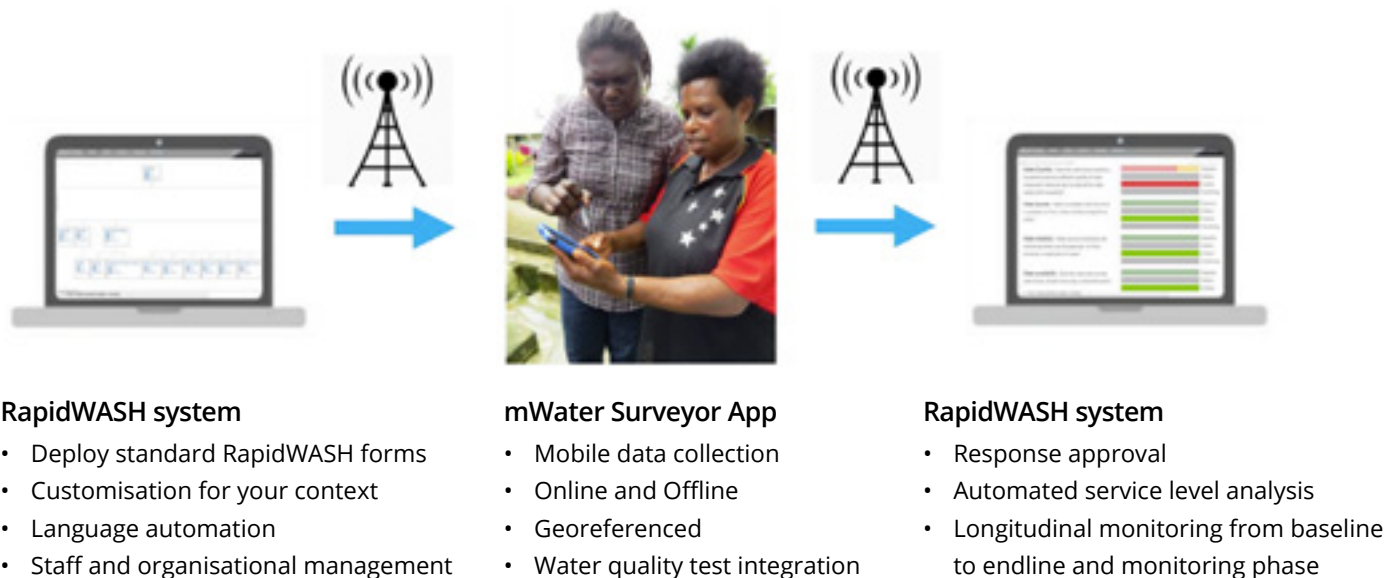 RapidWASH system
• Deploy standard RapidWASH forms
• Customisation for your context
• Language automation
• Staff and organisational management
mWater Surveyor App
• Mobile data collection
• Online and Offline
• Georeferenced
• Water quality test integration
RapidWASH system
• Response approval
• Automated service level analysis
• Longitudinal monitoring from baseline
to endline and monitoring phase